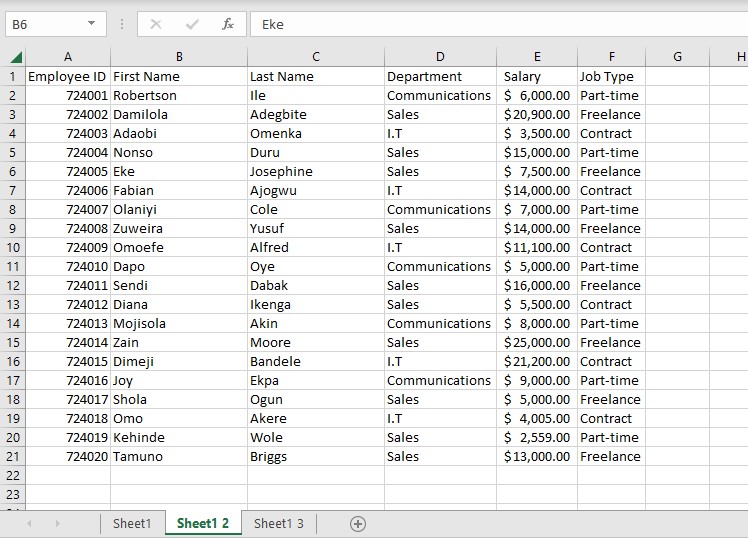 B6 fx Eke
A B C D E F G H
1 Employee ID First Name Last Name Department Salary Job Type
2 724001 Robertson Ile Communications $ 6,000.00 Part-time
3 724002 Damilola Adegbite Sales $20,900.00 Freelance
4 724003 Adaobi Omenka I.T $ 3,500.00 Contract
5 724004 Nonso Duru Sales $15,000.00 Part-time
6 724005 Eke Josephine Sales $ 7,500.00 Freelance
7 724006 Fabian Ajogwu I.T $14,000.00 Contract
8 724007 Olaniyi Cole Communications $ 7,000.00 Part-time
9 724008 Zuweira Yusuf Sales $14,000.00 Freelance
10 724009 Omoefe Alfred I.T $11,100.00 Contract
11 724010 Dapo Oye Communications $ 5,000.00 Part-time
12 724011 Sendi Dabak Sales $16,000.00 Freelance
13 724012 Diana Ikenga Sales $ 5,500.00 Contract
14 724013 Mojisola Akin Communications $ 8,000.00 Part-time
15 724014 Zain Moore Sales $25,000.00 Freelance
16 724015 Dimeji Bandele I.T $21,200.00 Contract
17 724016 Joy Ekpa Communications $ 9,000.00 Part-time
18 724017 Shola Ogun Sales $ 5,000.00 Freelance
19 724018 Omo Akere I.T $ 4,005.00 Contract
20 724019 Kehinde Wole Sales $ 2,559.00 Part-time
21 724020 Tamuno Briggs Sales $13,000.00 Freelance
22
23
Sheet1 Sheet1 2 Sheet1 3